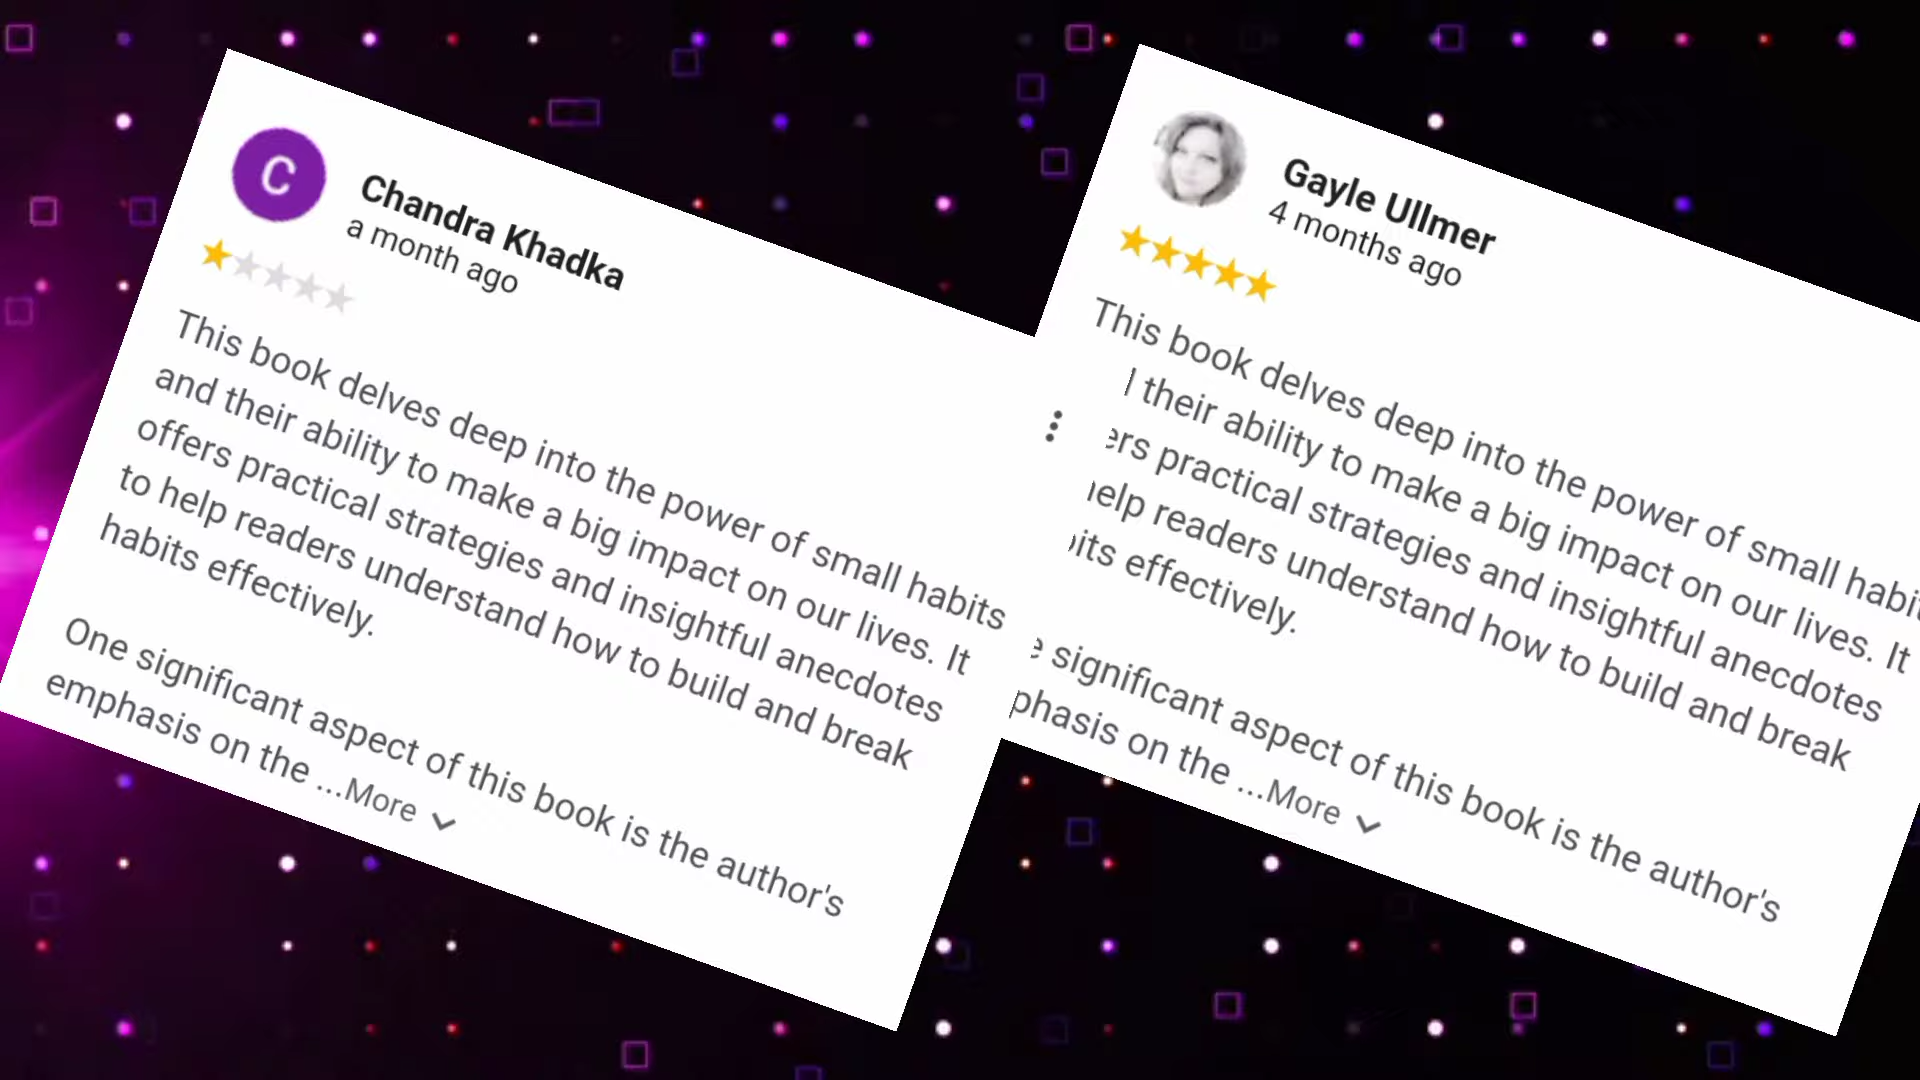 C
Chandra Khadka
a month ago
This book delves deep into the power of small habits
and their ability to make a big impact on our lives. It
offers practical strategies and insightful anecdotes
to help readers understand how to build and break
habits effectively.
One significant aspect of this book is the author's
emphasis on the ...More
Gayle Ullmer
4 months ago
This book delves deep into the power of small
their ability to make a big impact on our lives. It
practical strategies and insightful anecdotes
readers understand how to build and break
effectively.
significant aspect of this book is the author's
on the ...More